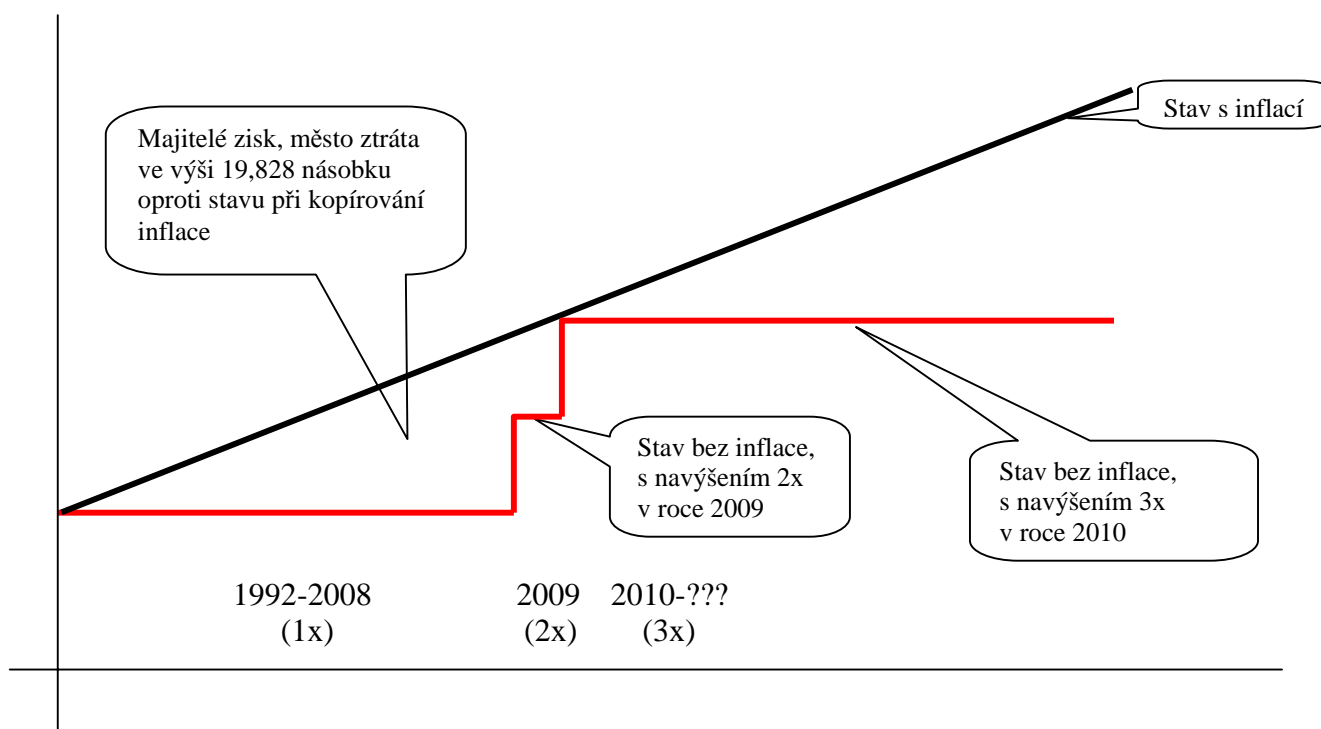 Stav s inflací
Majitelé zisk, město ztráta
ve výši 19,828 násobku
oproti stavu při kopírování
inflace
Stav bez inflace,
s navýšením 2x
v roce 2009
Stav bez inflace,
s navýšením 3x
v roce 2010
1992-2008
(1x)
2009
(2x)
2010-???
(3x)